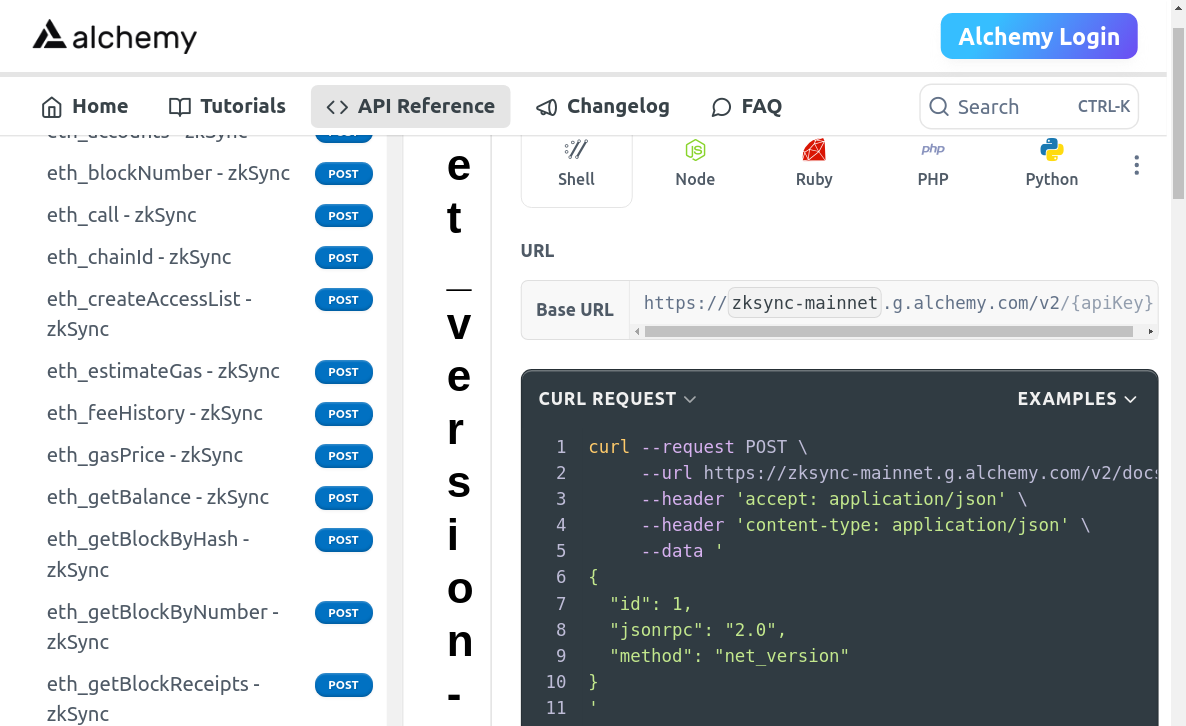 alchemy
Alchemy Login
Home
Tutorials
API Reference
Changelog
FAQ
Search
CTRL-K
eth_accounts - zkSync
POST
eth_blockNumber - zkSync
POST
eth_call - zkSync
POST
eth_chainId - zkSync
POST
eth_createAccessList -
zkSync
POST
eth_estimateGas - zkSync
POST
eth_feeHistory - zkSync
POST
eth_gasPrice - zkSync
POST
eth_getBalance - zkSync
POST
eth_getBlockByHash -
zkSync
POST
eth_getBlockByNumber -
zkSync
POST
eth_getBlockReceipts -
zkSync
POST
e
t
_
v
e
r
s
i
o
n
-
Shell
Node
php
Ruby
PHP
Python
URL
Base URL
https://zksync-mainnet.g.alchemy.com/v2/{apiKey}
CURL REQUEST
EXAMPLES
1 curl --request POST \
2 --url https://zksync-mainnet.g.alchemy.com/v2/docs
3 --header 'accept: application/json' \
4 --header 'content-type: application/json' \
5 --data '
6 {
7 "id": 1,
8 "jsonrpc": "2.0",
9 "method": "net_version"
10 }
11 '